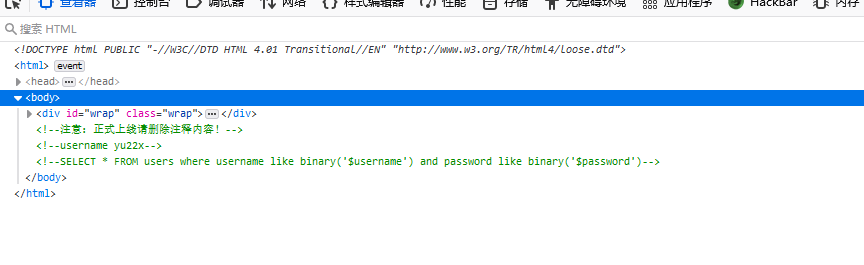 查看器 控制台 调试器 网络 样式编辑器 性能 存储 无障碍环境 应用程序 HackBar 内存
搜索 HTML
<!DOCTYPE html PUBLIC "-//W3C//DTD HTML 4.01 Transitional//EN" "http://www.w3.org/TR/html4/loose.dtd">
<html> event
<head> ••• </head>
<body>
<div id="wrap" class="wrap"> ••• </div>
<!--注意：正式上线请删除注释内容! -->
<!--username yu22x-->
<!--SELECT * FROM users where username like binary('$username') and password like binary('$password')-->
</body>
</html>